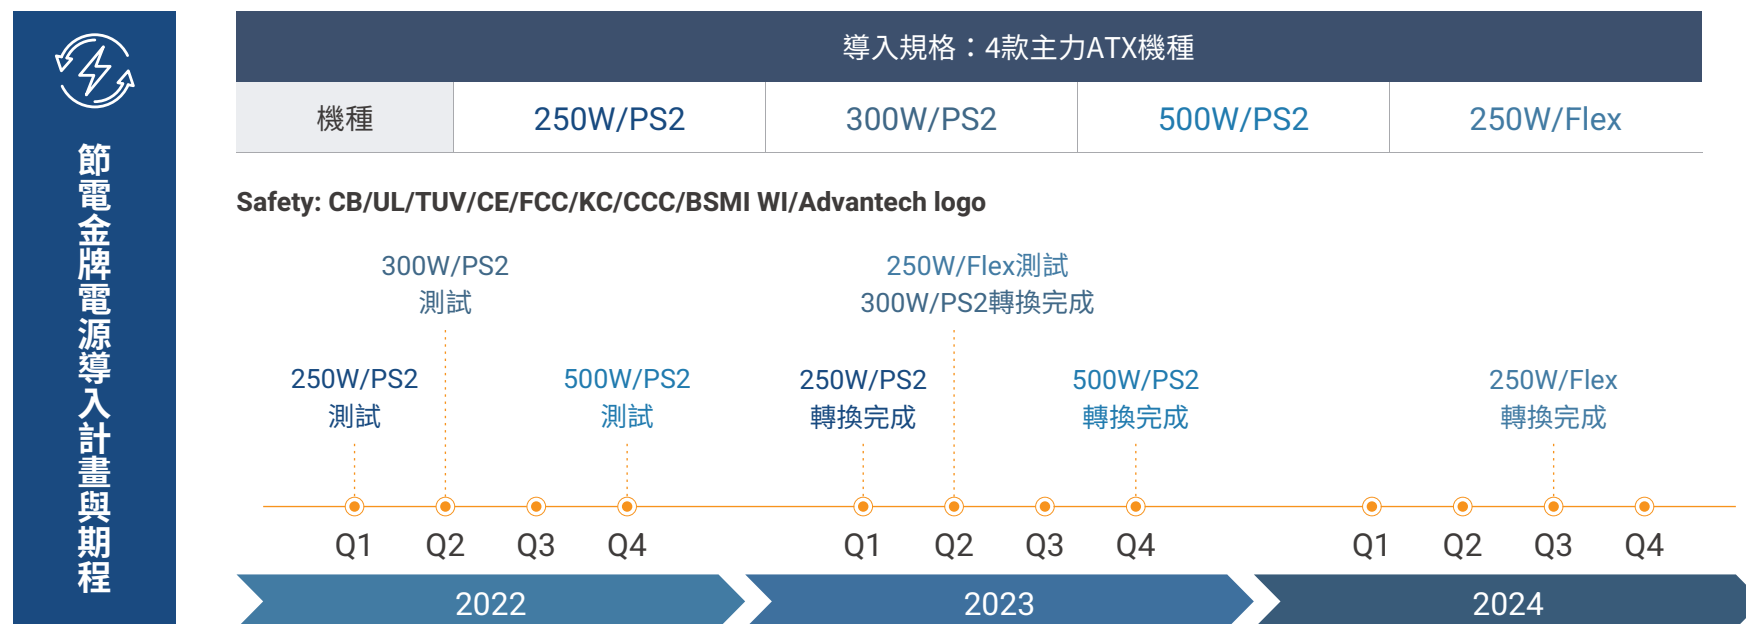 節電金牌電源導入計畫與期程
導入規格：4款主力ATX機種
機種 250W/PS2 300W/PS2 500W/PS2 250W/Flex
Safety: CB/UL/TUV/CE/FCC/KC/CCC/BSMI WI/Advantech logo
300W/PS2
測試
250W/Flex測試
300W/PS2轉換完成
250W/PS2
測試
500W/PS2
測試
250W/PS2
轉換完成
500W/PS2
轉換完成
250W/Flex
轉換完成
Q1 Q2 Q3 Q4 Q1 Q2 Q3 Q4 Q1 Q2 Q3 Q4
2022 2023 2024